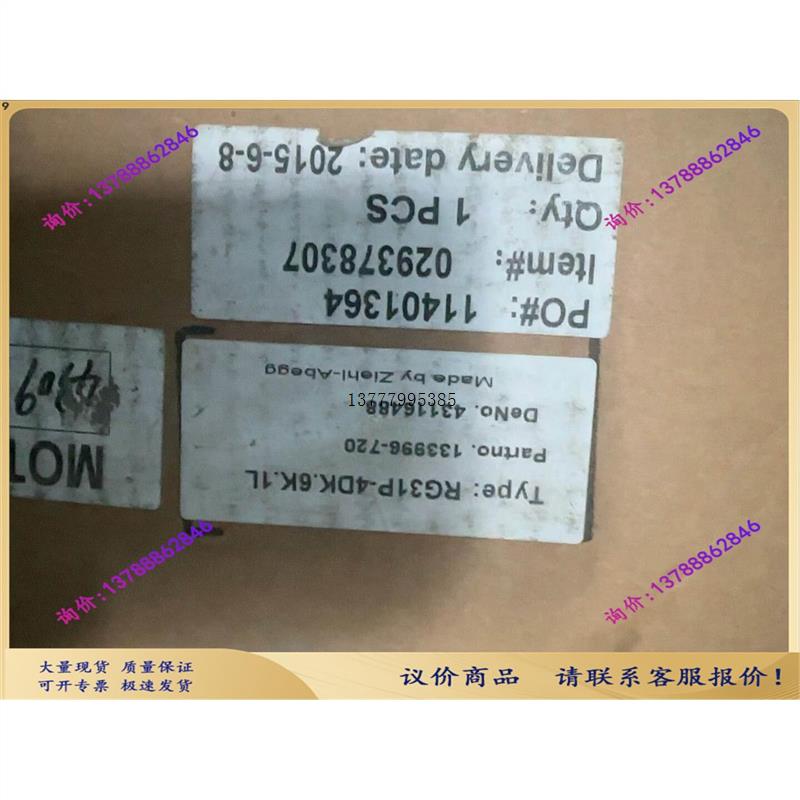 9
询价:13788862846
询价:13788862846
PO#: 11401364
Item#: 029378307
Qty: 1 PCS
Delivery date: 2015-6-8
Type: RG31P-4DK.6K.1L
Partno. 133996-720
DeNo. 43116488
Made by Ziehl-Abegg
13777995385
MOT
询价:13788862846
询价:13788862846
大量现货 质量保证
可开专票 极速发货
议价商品 请联系客服报价!